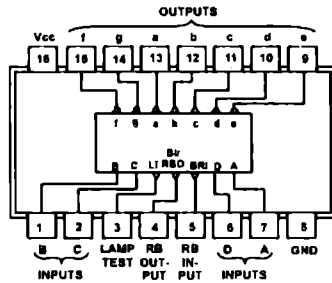 OUTPUTS
Vcc f g a b c d e
16 15 14 13 12 11 10 9
f g a b c d e
BI/
B C LT RBO RBI D A
1 2 3 4 5 6 7 8
B C LAMP RB RB D A GND
TEST OUT- IN-
INPUTS PUT PUT INPUTS